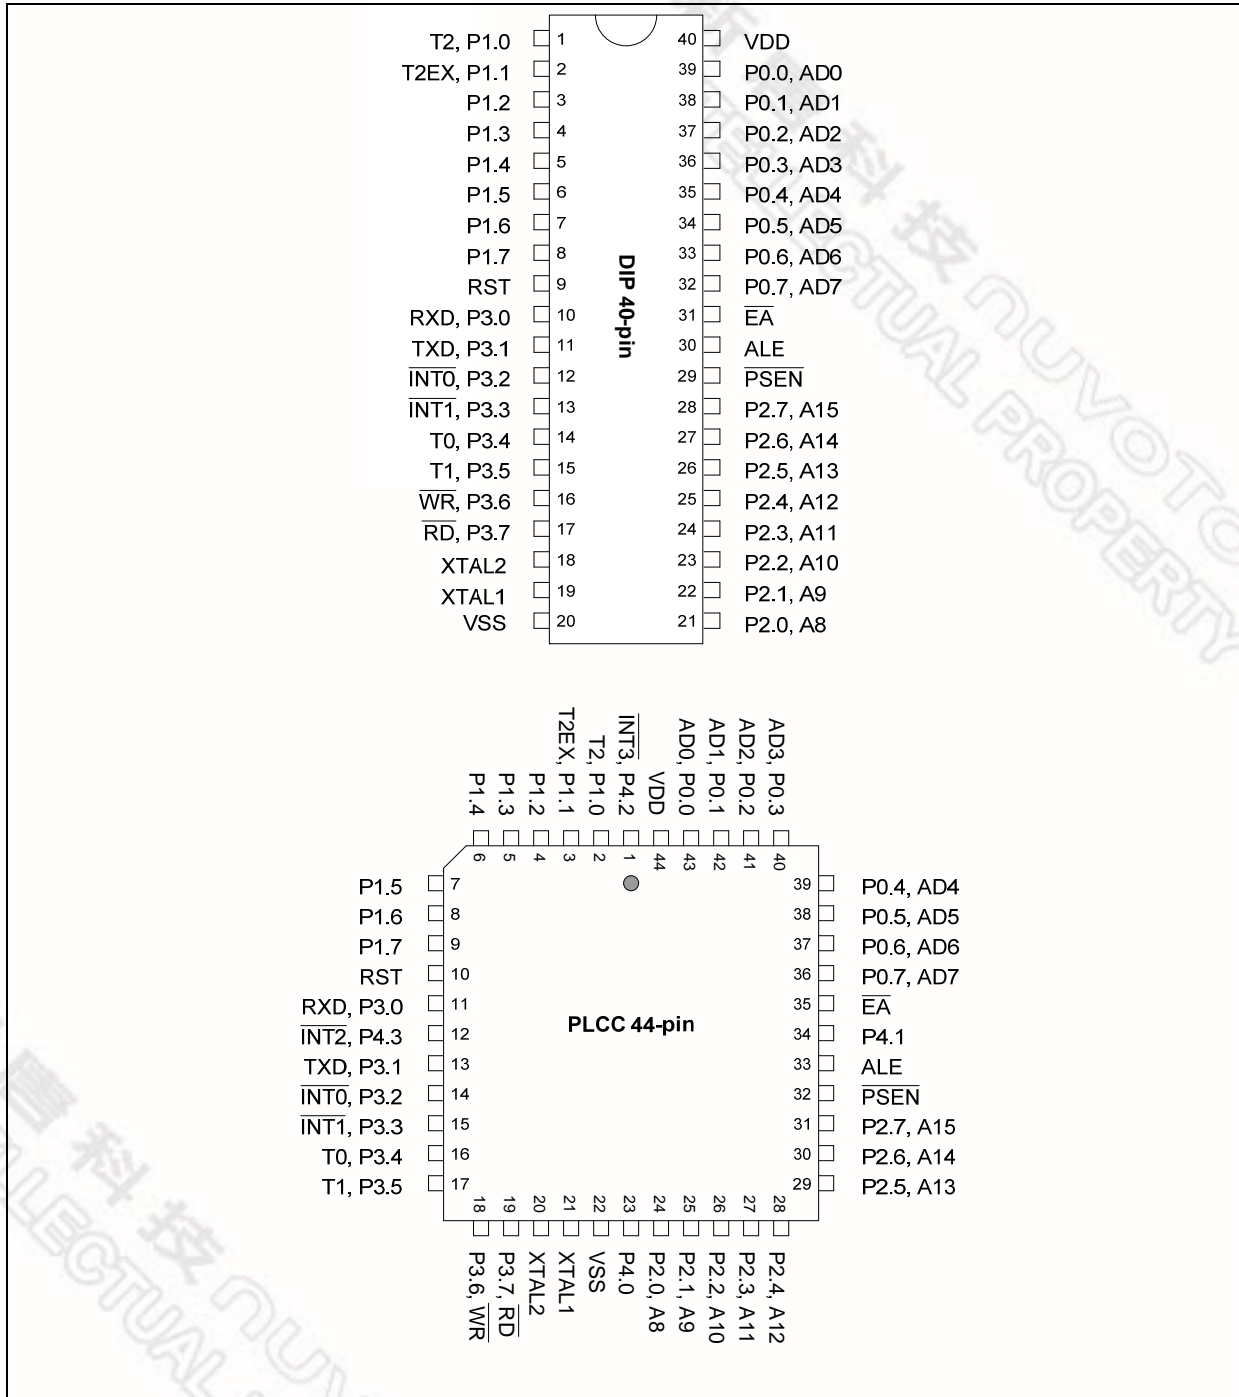 T2, P1.0 1 40 VDD
T2EX, P1.1 2 39 P0.0, AD0
P1.2 3 38 P0.1, AD1
P1.3 4 37 P0.2, AD2
P1.4 5 36 P0.3, AD3
P1.5 6 35 P0.4, AD4
P1.6 7 34 P0.5, AD5
P1.7 8 33 P0.6, AD6
RST 9 32 P0.7, AD7
RXD, P3.0 10 31 EA
TXD, P3.1 11 30 ALE
INT0, P3.2 12 29 PSEN
INT1, P3.3 13 28 P2.7, A15
T0, P3.4 14 27 P2.6, A14
T1, P3.5 15 26 P2.5, A13
WR, P3.6 16 25 P2.4, A12
RD, P3.7 17 24 P2.3, A11
XTAL2 18 23 P2.2, A10
XTAL1 19 22 P2.1, A9
VSS 20 21 P2.0, A8
DIP 40-pin
P1.4
P1.3
P1.2
T2EX, P1.1
T2, P1.0
INT3, P4.2
VDD
AD0, P0.0
AD1, P0.1
AD2, P0.2
AD3, P0.3
6 5 4 3 2 1 44 43 42 41 40
P1.5 7 39 P0.4, AD4
P1.6 8 38 P0.5, AD5
P1.7 9 37 P0.6, AD6
RST 10 36 P0.7, AD7
RXD, P3.0 11 35 EA
INT2, P4.3 12 34 P4.1
TXD, P3.1 13 33 ALE
INT0, P3.2 14 32 PSEN
INT1, P3.3 15 31 P2.7, A15
T0, P3.4 16 30 P2.6, A14
T1, P3.5 17 29 P2.5, A13
PLCC 44-pin
18 19 20 21 22 23 24 25 26 27 28
P3.6, WR
P3.7, RD
XTAL2
XTAL1
VSS
P4.0
P2.0, A8
P2.1, A9
P2.2, A10
P2.3, A11
P2.4, A12
唐科技 nuvoTo
TELLECTUAL PROPERTY
唐科技 nuv
LLECTUAL